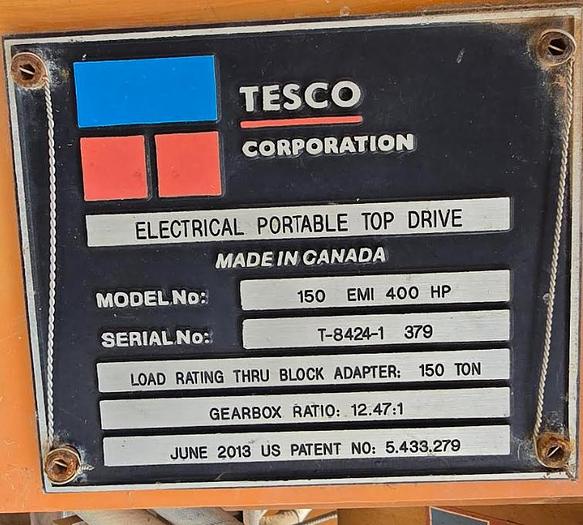 TESCO
CORPORATION
ELECTRICAL PORTABLE TOP DRIVE
MADE IN CANADA
MODEL No: 150 EMI 400 HP
SERIAL No: T-8424-1 379
LOAD RATING THRU BLOCK ADAPTER: 150 TON
GEARBOX RATIO: 12.47:1
JUNE 2013 US PATENT NO: 5.433.279